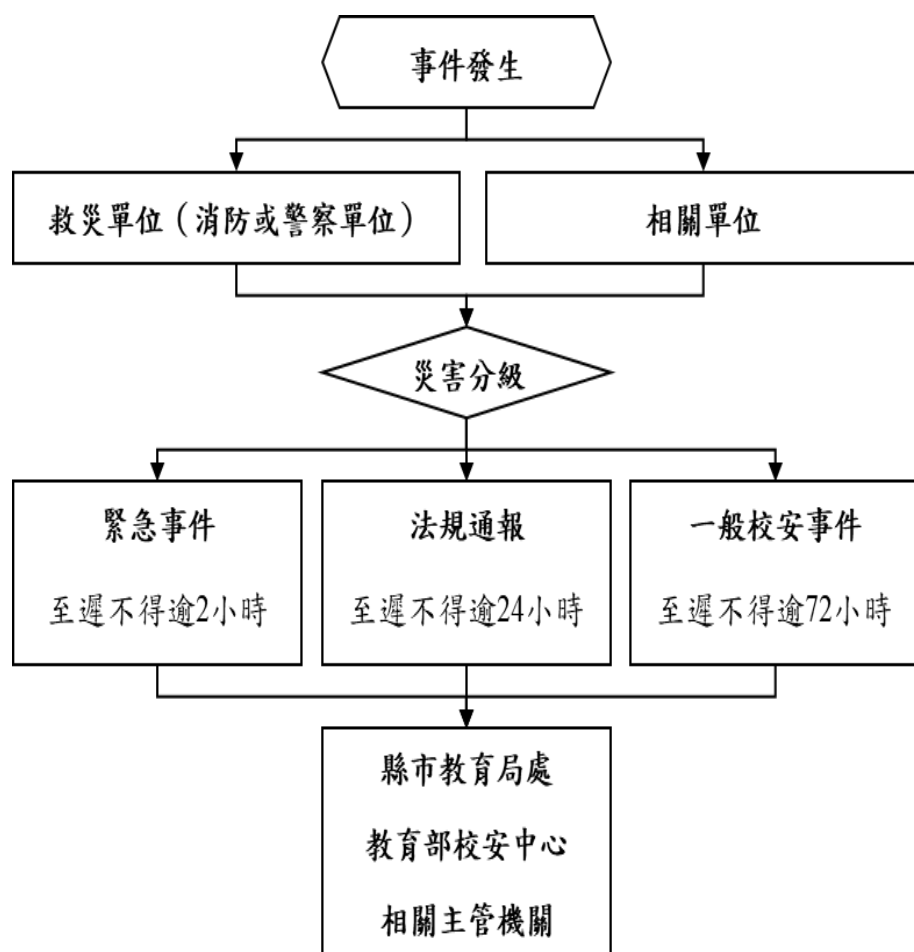 事件發生
救災單位（消防或警察單位）
相關單位
災害分級
緊急事件
至遲不得逾2小時
法規通報
至遲不得逾24小時
一般校安事件
至遲不得逾72小時
縣市教育局處
教育部校安中心
相關主管機關